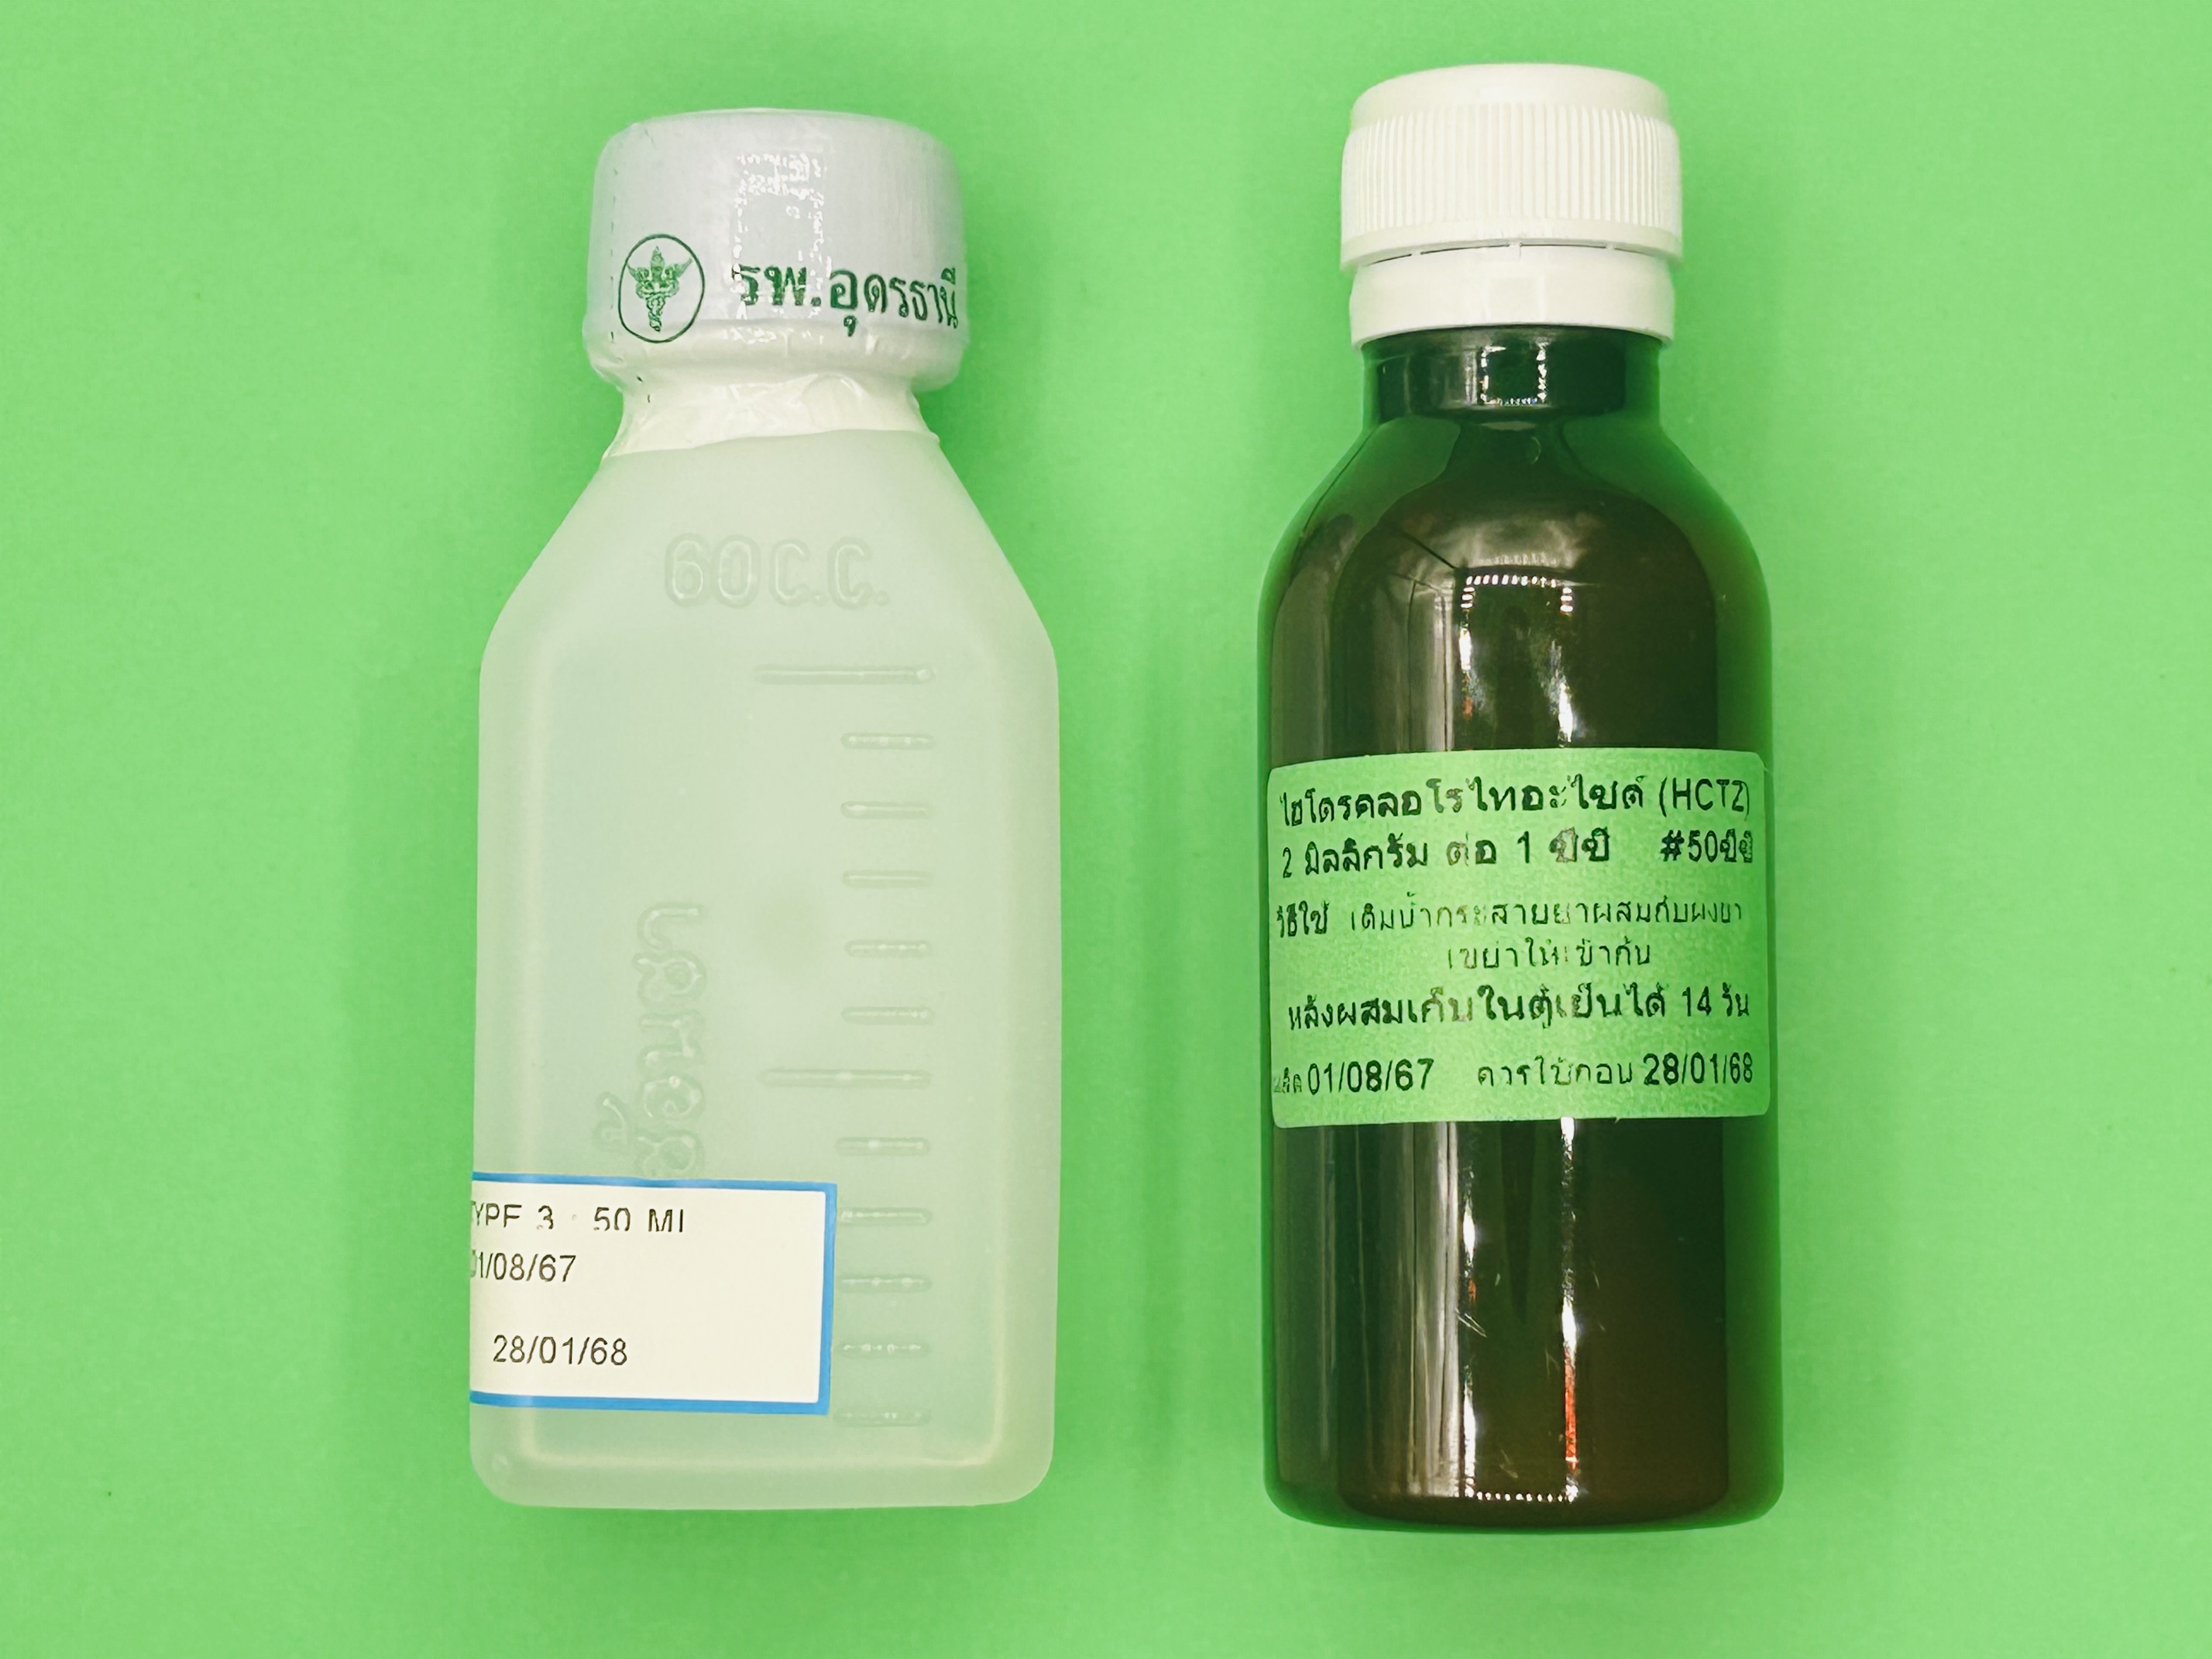 รพ.อุดรธานี
60C.C.
TYPE 3 50 ML
01/08/67
28/01/68
ไฮโดรคลอโรไทอะไซด์ (HCTZ)
2 มิลลิกรัม ต่อ 1 ซีซี #50ซีซี
วิธีใช้ เติมน้ำกระสายยาผสมกับผงยา
เขย่าให้เข้ากัน
หลังผสมเก็บในตู้เย็นได้ 14 วัน
ผลิต 01/08/67 ควรใช้ก่อน 28/01/68